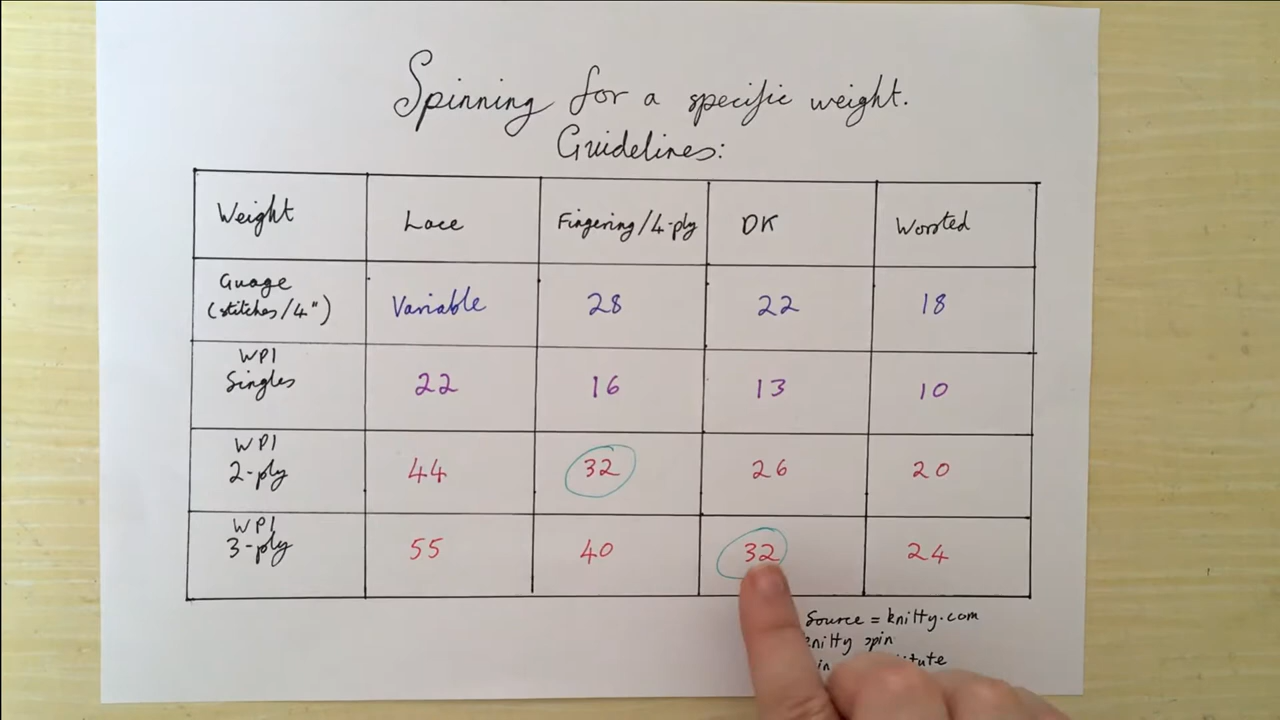 Spinning for a specific weight.
Guidelines:
Weight Lace Fingering/4-ply DK Worsted
Guage
(stitches/4") Variable 28 22 18
WPI
Singles 22 16 13 10
WPI
2-ply 44 32 26 20
WPI
3-ply 55 40 32 24
Source = knitty.com
knitty spin